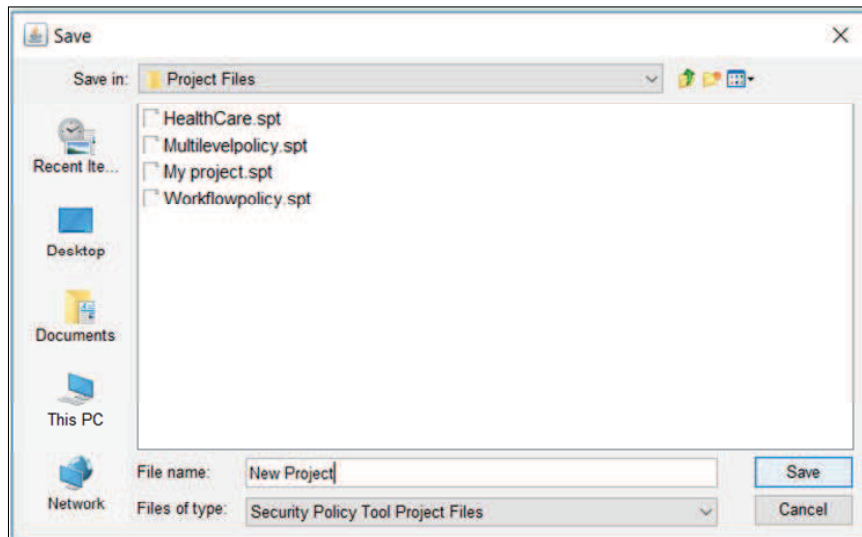 Save
Save in: Project Files
HealthCare.spt
Multilevelpolicy.spt
My project.spt
Workflowpolicy.spt
Recent Ite...
Desktop
Documents
This PC
Network
File name: New Project Save
Files of type: Security Policy Tool Project Files Cancel